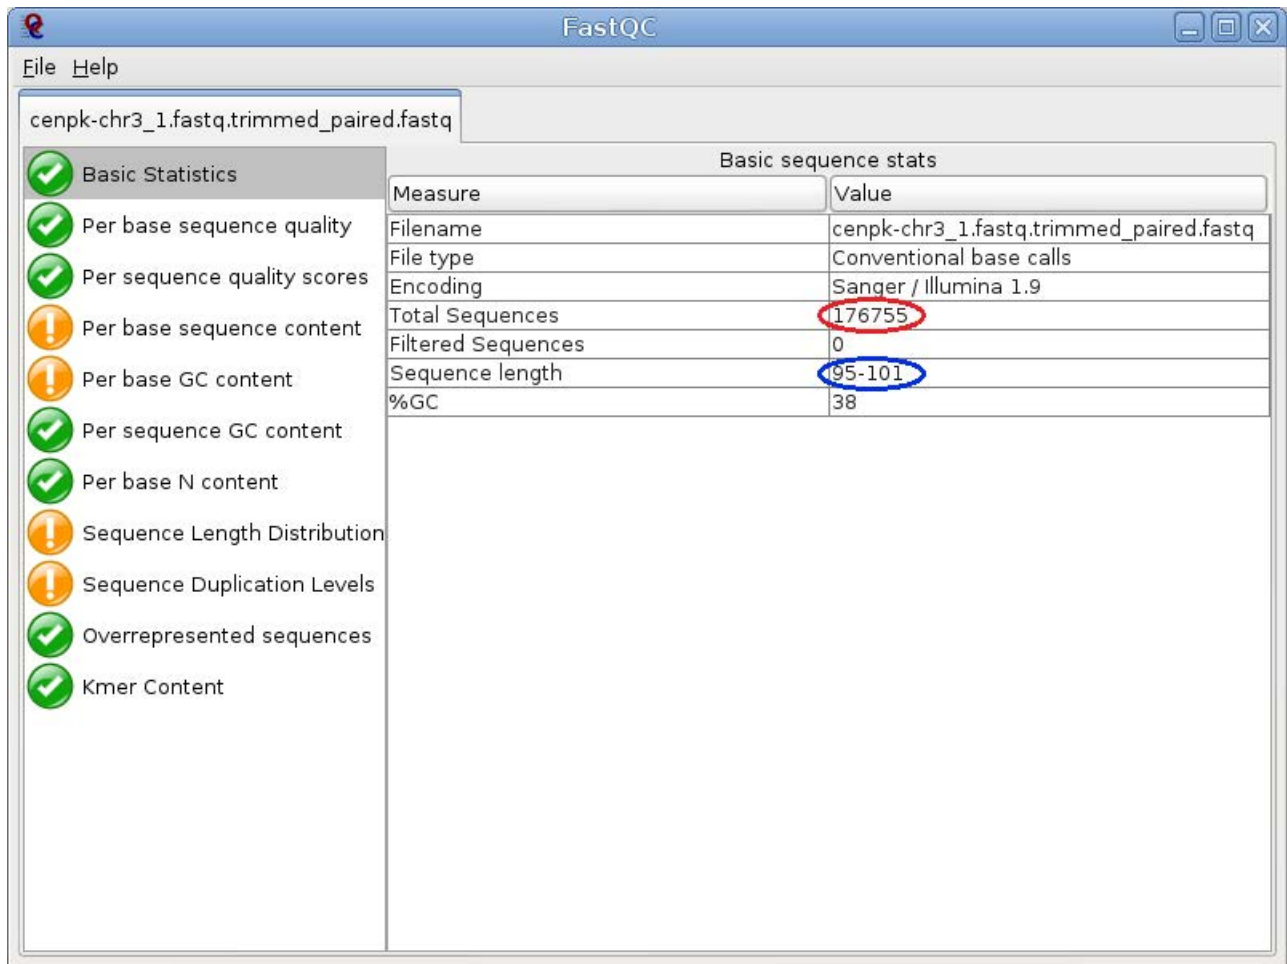 FastQC
File Help
cenpk-chr3_1.fastq.trimmed_paired.fastq
Basic Statistics
Per base sequence quality
Per sequence quality scores
Per base sequence content
Per base GC content
Per sequence GC content
Per base N content
Sequence Length Distribution
Sequence Duplication Levels
Overrepresented sequences
Kmer Content
Basic sequence stats
Measure Value
Filename cenpk-chr3_1.fastq.trimmed_paired.fastq
File type Conventional base calls
Encoding Sanger / Illumina 1.9
Total Sequences 176755
Filtered Sequences 0
Sequence length 95-101
%GC 38